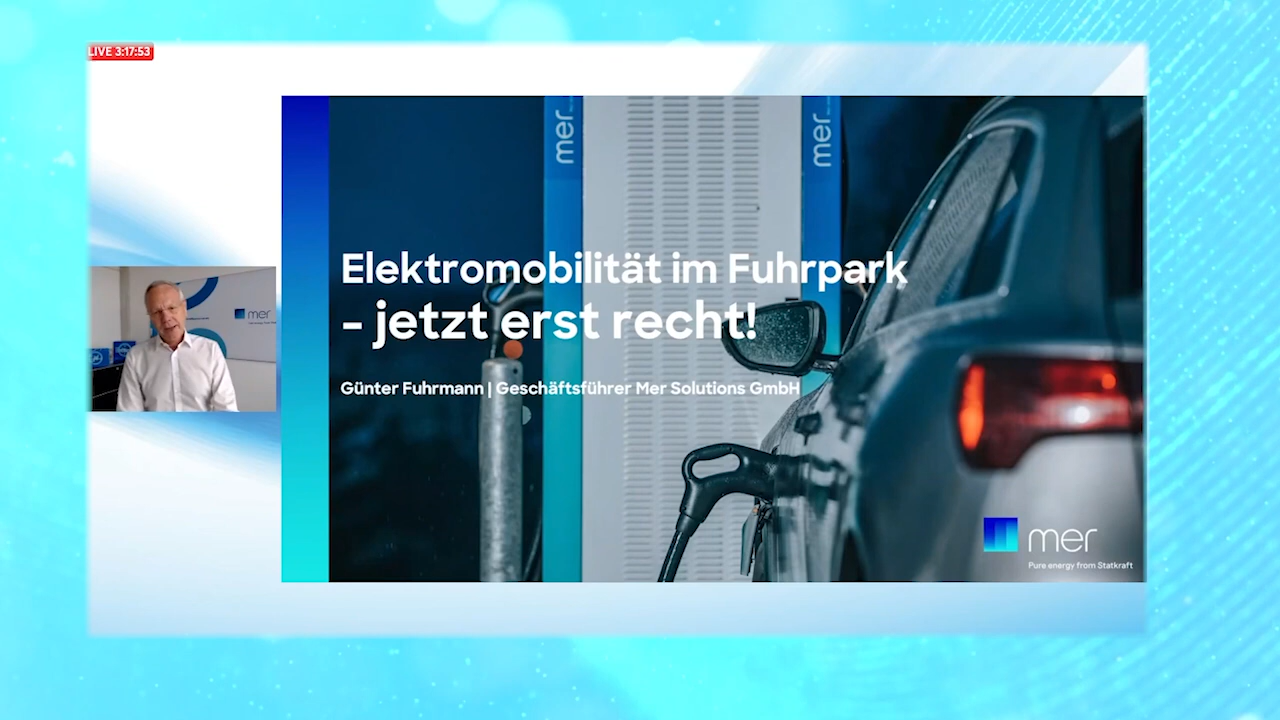 LIVE 3:17:53
mer
mer
Elektromobilität im Fuhrpark
- jetzt erst recht!
Günter Fuhrmann | Geschäftsführer Mer Solutions GmbH
mer
mer
Pure energy from Statkraft